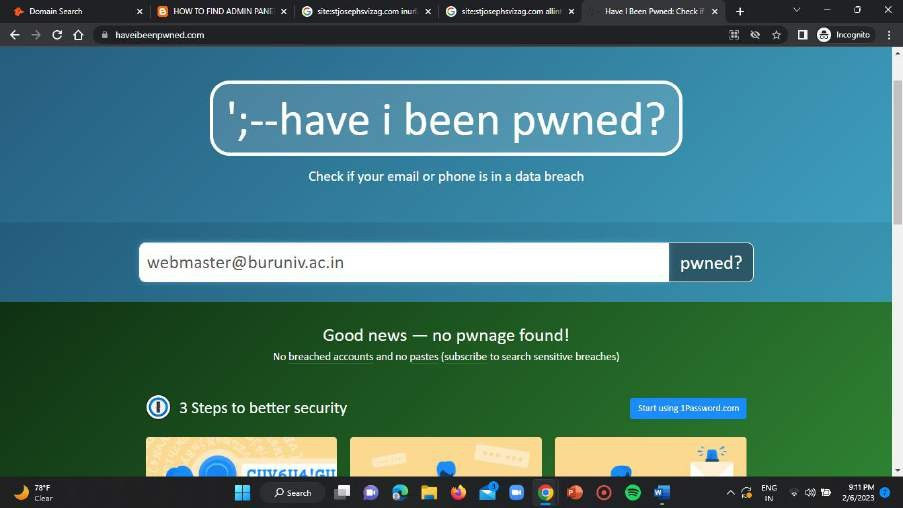 Domain Search
HOW TO FIND ADMIN PANE
site:stjosephsvizag.com inurl
site:stjosephsvizag.com allint
Have I Been Pwned: Check if
haveibeenpwned.com
Incognito
';--have i been pwned?
Check if your email or phone is in a data breach
webmaster@buruniv.ac.in
pwned?
Good news — no pwnage found!
No breached accounts and no pastes (subscribe to search sensitive breaches)
3 Steps to better security
Start using 1Password.com
78°F
Clear
Search
ENG
IN
9:11 PM
2/6/2023